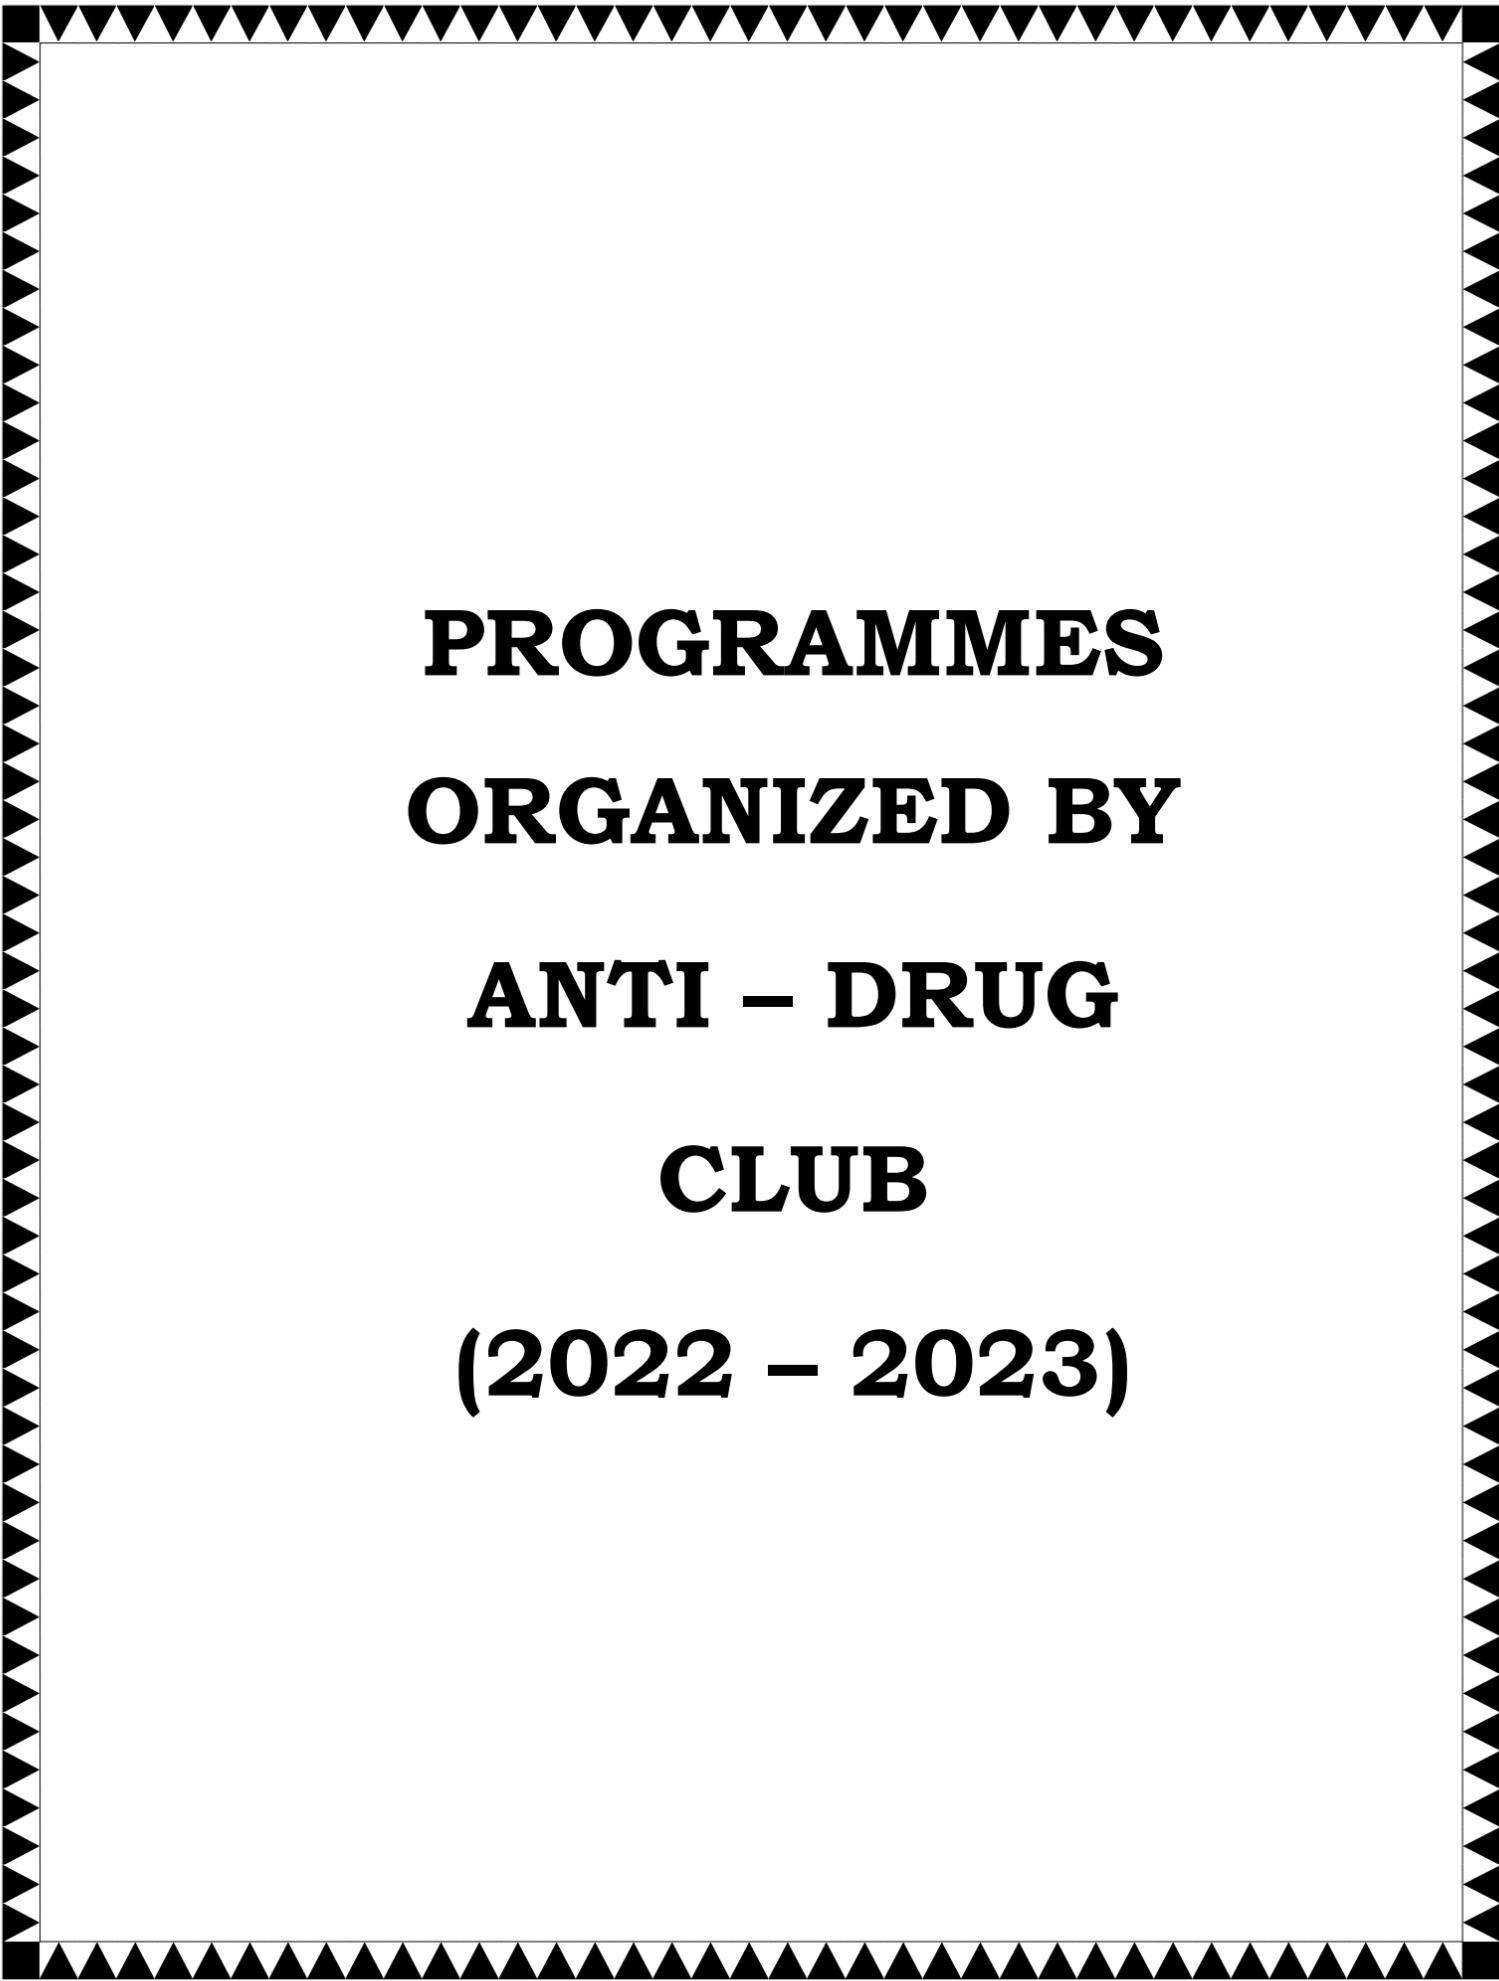 PROGRAMMES
ORGANIZED BY
ANTI – DRUG
CLUB
(2022 – 2023)